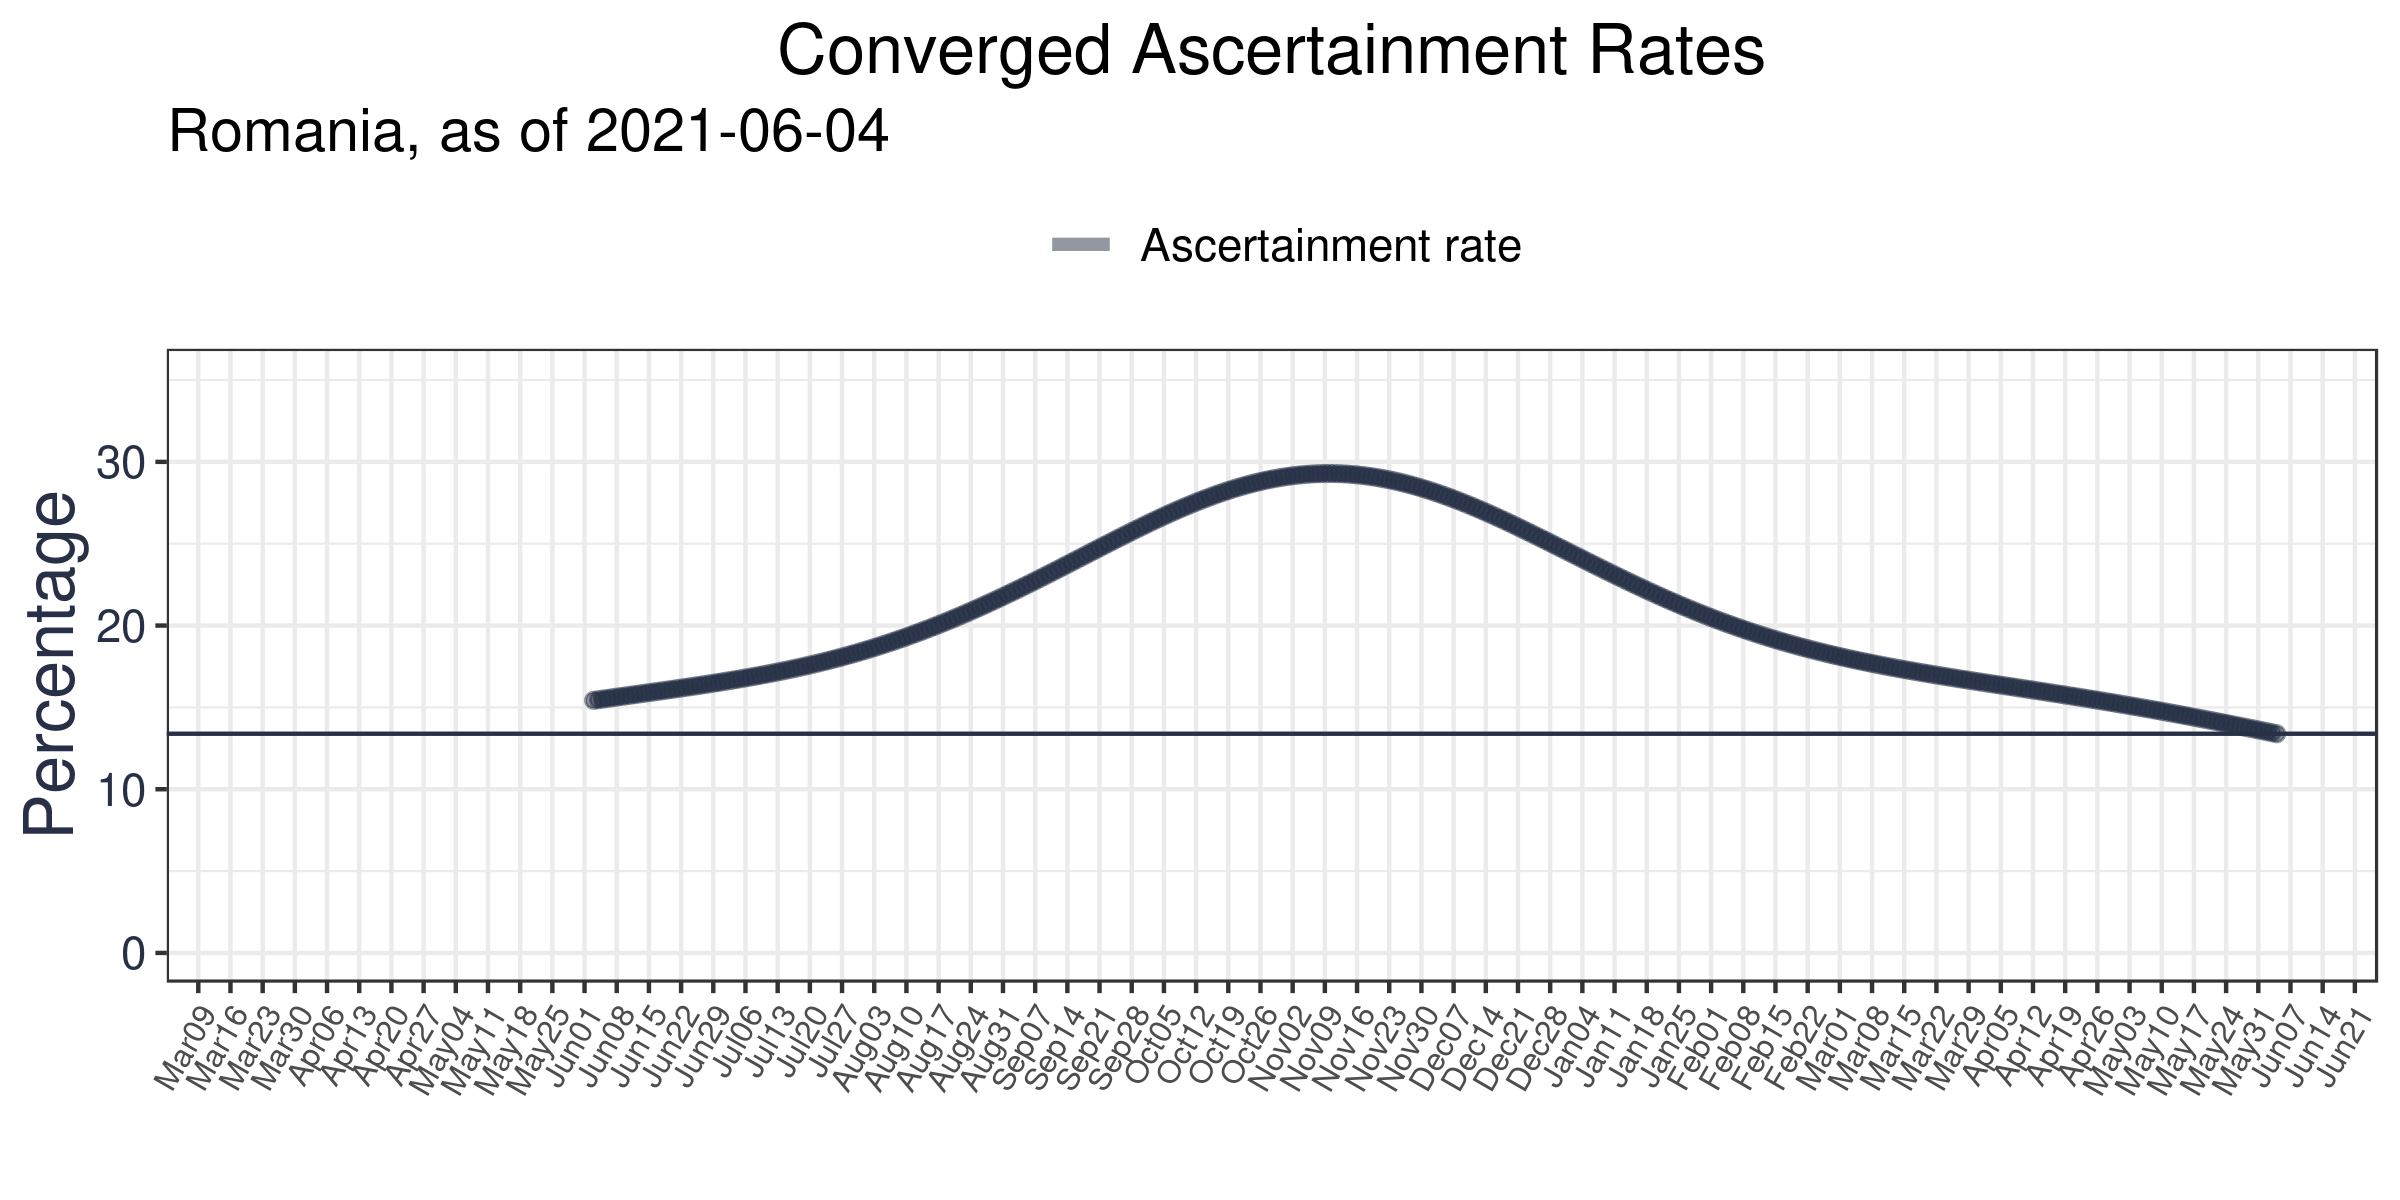 Converged Ascertainment Rates
Romania, as of 2021-06-04
Ascertainment rate
Percentage
30
20
10
0
Mar09 Mar16 Mar23 Mar30 Apr06 Apr13 Apr20 Apr27 May04 May11 May18 May25 Jun01 Jun08 Jun15 Jun22 Jun29 Jul06 Jul13 Jul20 Jul27 Aug03 Aug10 Aug17 Aug24 Aug31 Sep07 Sep14 Sep21 Sep28 Oct05 Oct12 Oct19 Oct26 Nov02 Nov09 Nov16 Nov23 Nov30 Dec07 Dec14 Dec21 Dec28 Jan04 Jan11 Jan18 Jan25 Feb01 Feb08 Feb15 Feb22 Mar01 Mar08 Mar15 Mar22 Mar29 Apr05 Apr12 Apr19 Apr26 May03 May10 May17 May24 May31 Jun07 Jun14 Jun21